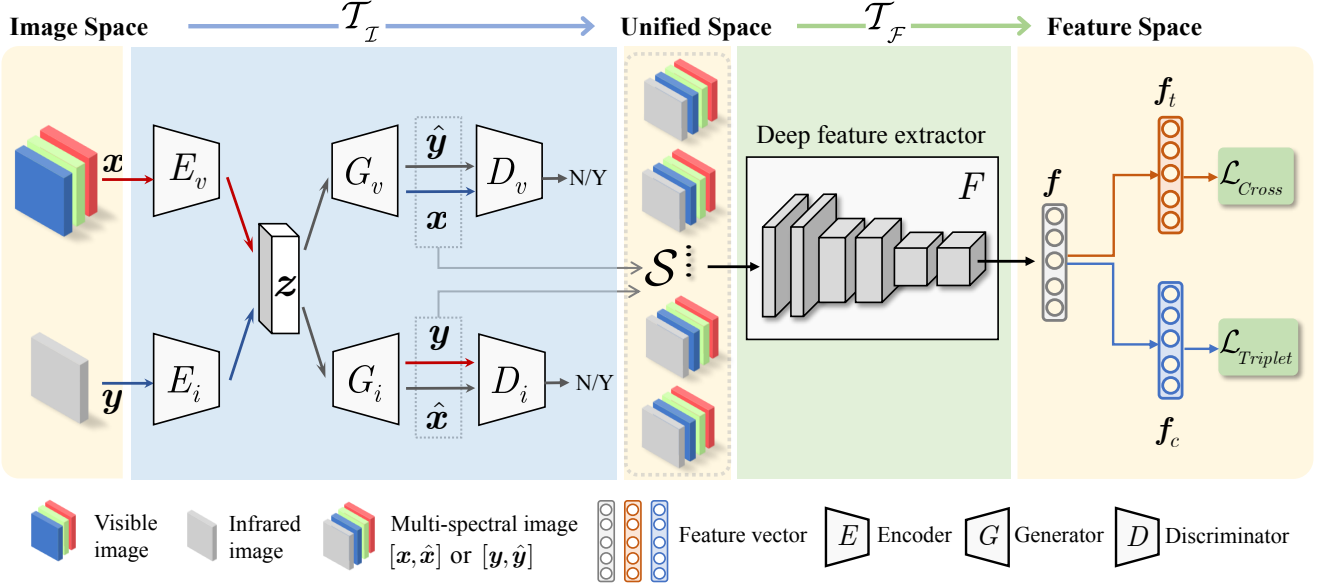 Image Space
𝒯_ℐ
Unified Space
𝒯_ℱ
Feature Space
x
E_v
G_v
ŷ
x
D_v
N/Y
z
y
E_i
G_i
y
x̂
D_i
N/Y
𝒮
Deep feature extractor
F
f
f_t
ℒ_Cross
ℒ_Triplet
f_c
Visible
image
Infrared
image
Multi-spectral image
[x, x̂] or [y, ŷ]
Feature vector
E
Encoder
G
Generator
D
Discriminator